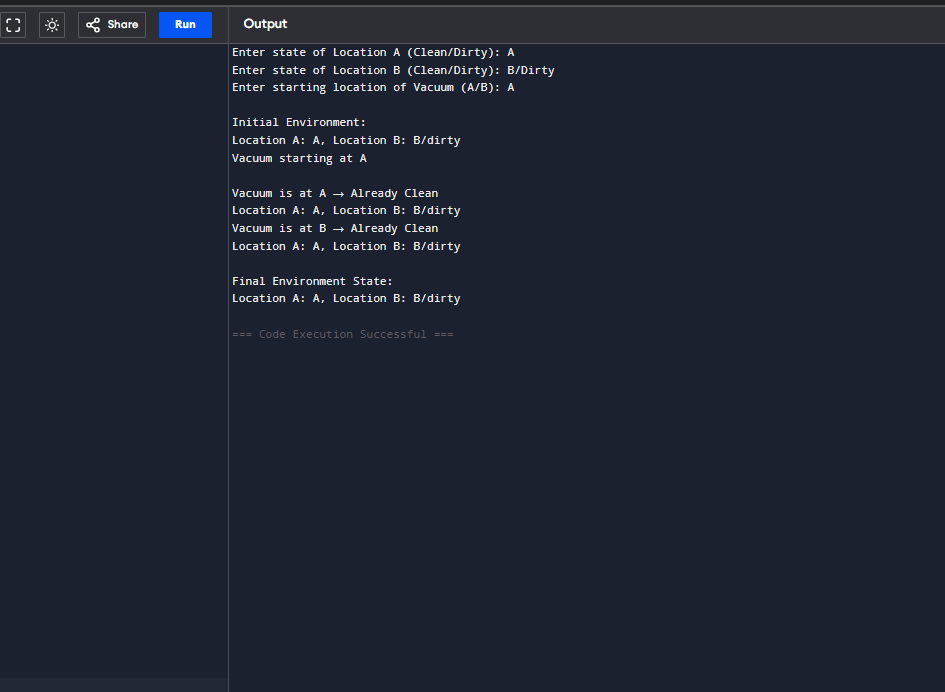 Share
Run
Output
Enter state of Location A (Clean/Dirty): A
Enter state of Location B (Clean/Dirty): B/Dirty
Enter starting location of Vacuum (A/B): A
Initial Environment:
Location A: A, Location B: B/dirty
Vacuum starting at A
Vacuum is at A → Already Clean
Location A: A, Location B: B/dirty
Vacuum is at B → Already Clean
Location A: A, Location B: B/dirty
Final Environment State:
Location A: A, Location B: B/dirty
=== Code Execution Successful ===